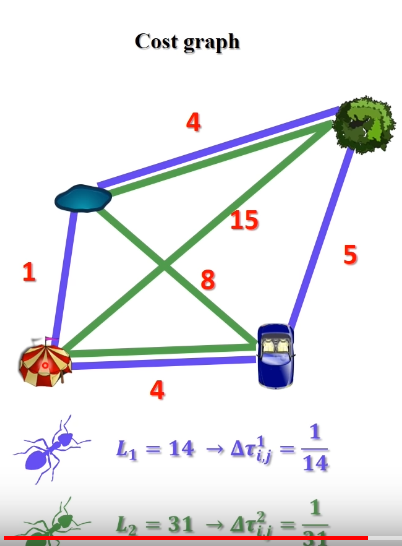 Cost graph
4
15
5
1
8
4
L₁ = 14 → Δτ¹ᵢ,ⱼ = 1/14
L₂ = 31 → Δτ²ᵢ,ⱼ = 1/31